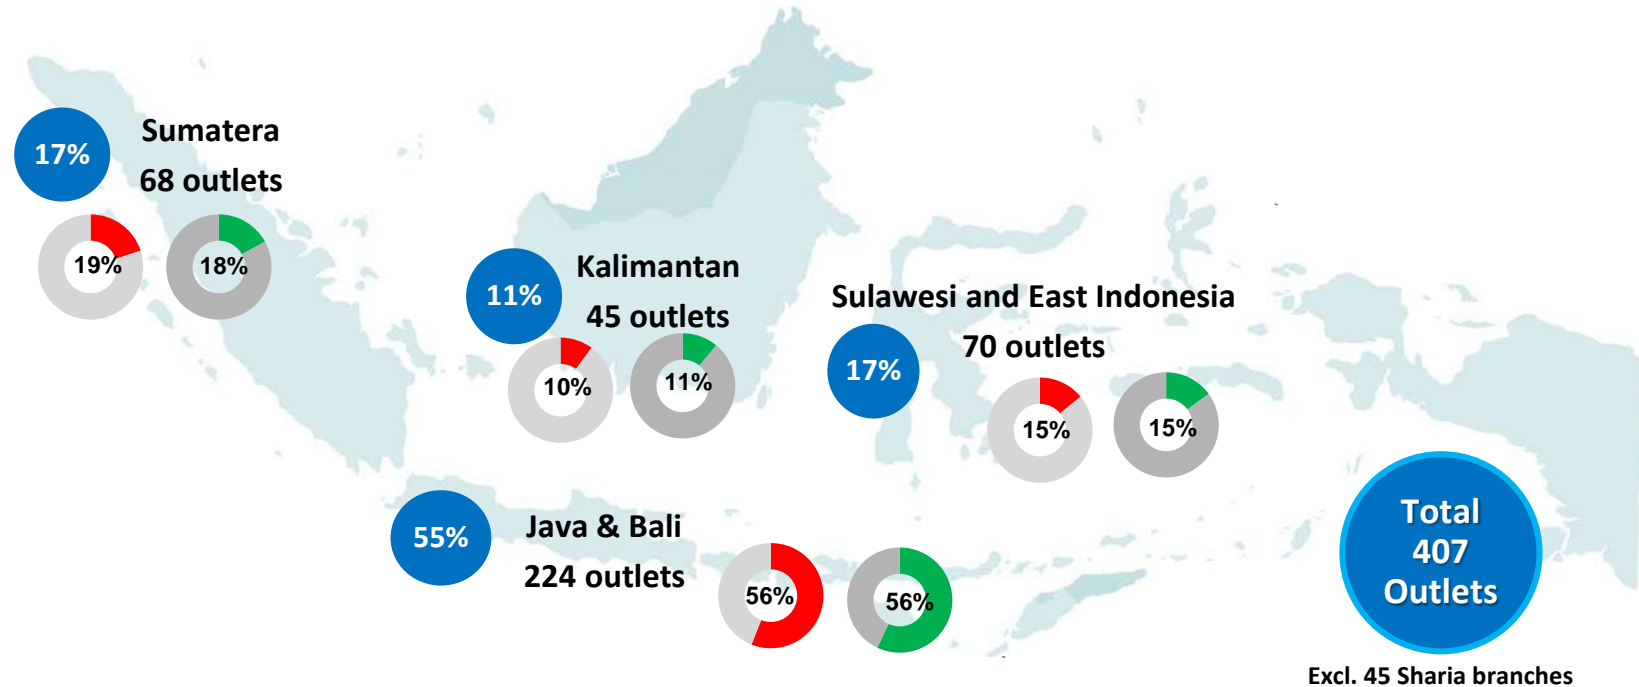 17%
Sumatera
68 outlets
19%
18%
11%
Kalimantan
45 outlets
10%
11%
Sulawesi and East Indonesia
70 outlets
17%
15%
15%
55%
Java & Bali
224 outlets
56%
56%
Total
407
Outlets
Excl. 45 Sharia branches